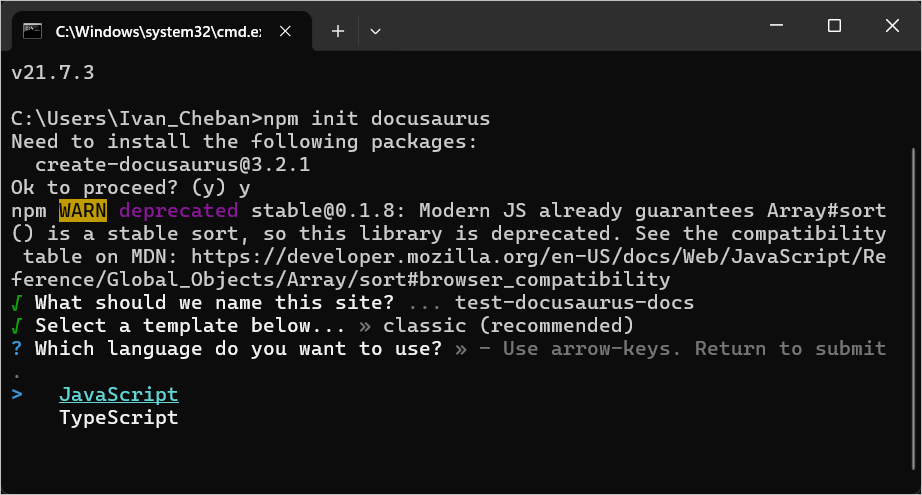 C:\Windows\system32\cmd.e›
v21.7.3
C:\Users\Ivan_Cheban>npm init docusaurus
Need to install the following packages:
  create-docusaurus@3.2.1
Ok to proceed? (y) y
npm WARN deprecated stable@0.1.8: Modern JS already guarantees Array#sort
() is a stable sort, so this library is deprecated. See the compatibility
 table on MDN: https://developer.mozilla.org/en-US/docs/Web/JavaScript/Re
ference/Global_Objects/Array/sort#browser_compatibility
√ What should we name this site? ... test-docusaurus-docs
√ Select a template below... » classic (recommended)
? Which language do you want to use? » - Use arrow-keys. Return to submit
.
>   JavaScript
    TypeScript